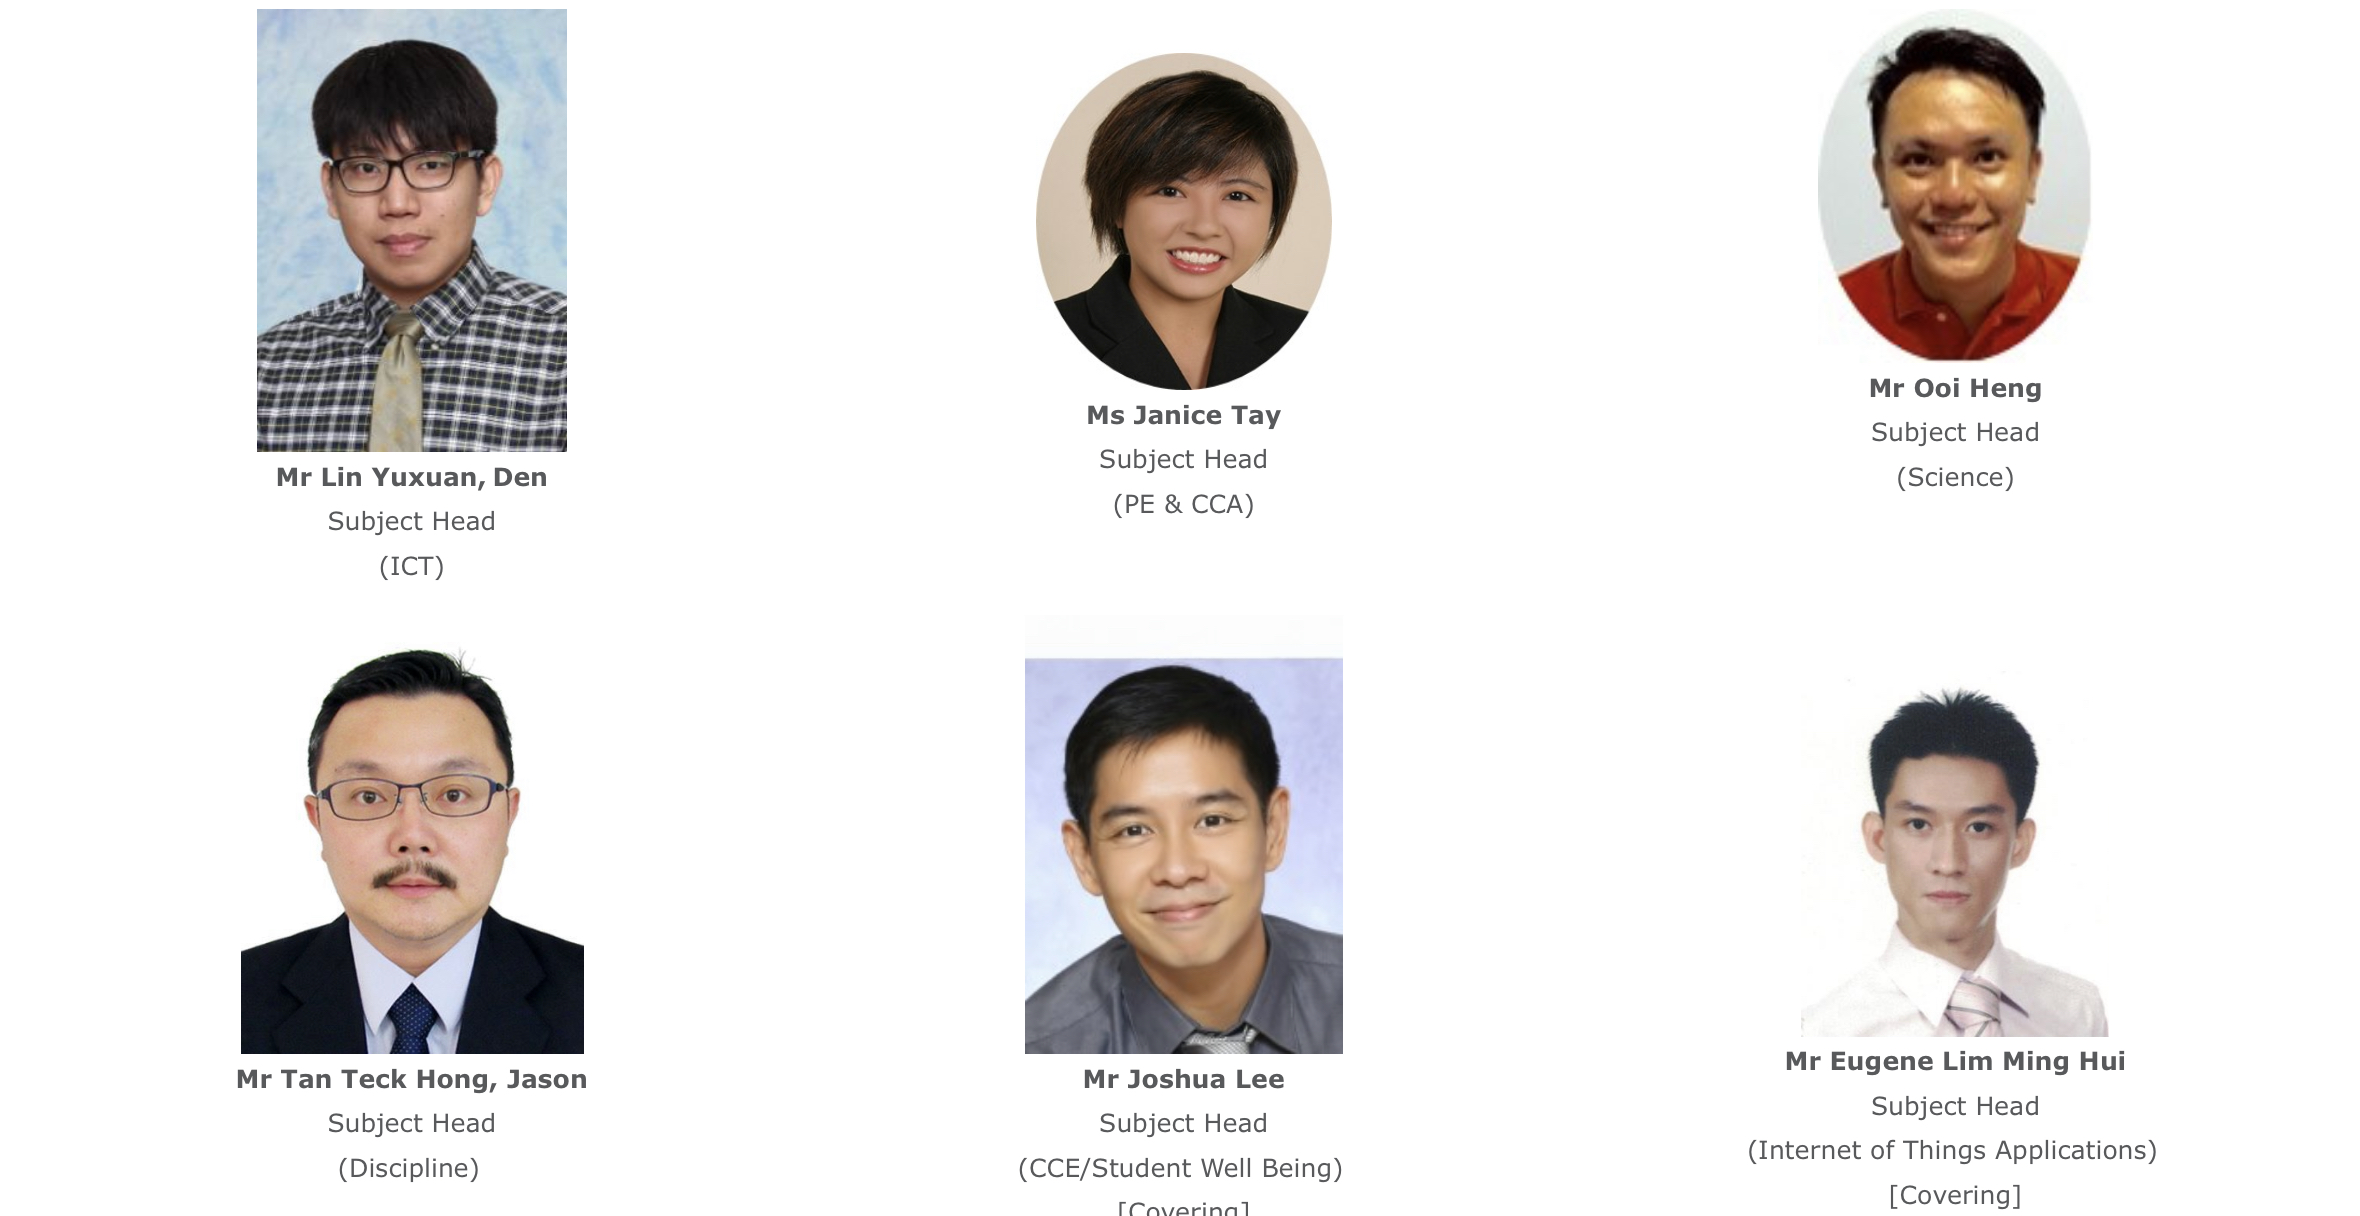 Mr Lin Yuxuan, Den
Subject Head
(ICT)
Ms Janice Tay
Subject Head
(PE & CCA)
Mr Ooi Heng
Subject Head
(Science)
Mr Tan Teck Hong, Jason
Subject Head
(Discipline)
Mr Joshua Lee
Subject Head
(CCE/Student Well Being)
[Covering]
Mr Eugene Lim Ming Hui
Subject Head
(Internet of Things Applications)
[Covering]